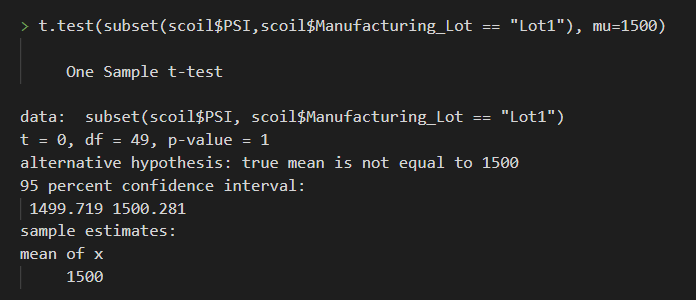 > t.test(subset(scoil$PSI,scoil$Manufacturing_Lot == "Lot1"), mu=1500)
One Sample t-test
data:  subset(scoil$PSI, scoil$Manufacturing_Lot == "Lot1")
t = 0, df = 49, p-value = 1
alternative hypothesis: true mean is not equal to 1500
95 percent confidence interval:
1499.719 1500.281
sample estimates:
mean of x
1500